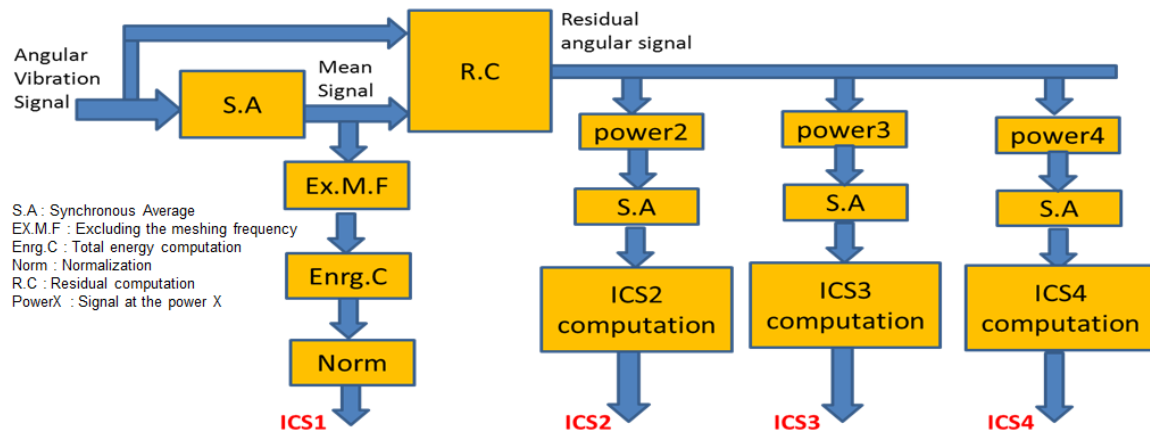 Angular
Vibration
Signal
S.A
Mean
Signal
R.C
Residual
angular signal
Ex.M.F
Enrg.C
Norm
ICS1
power2
S.A
ICS2
computation
ICS2
power3
S.A
ICS3
computation
ICS3
power4
S.A
ICS4
computation
ICS4
S.A : Synchronous Average
EX.M.F : Excluding the meshing frequency
Enrg.C : Total energy computation
Norm : Normalization
R.C : Residual computation
PowerX : Signal at the power X